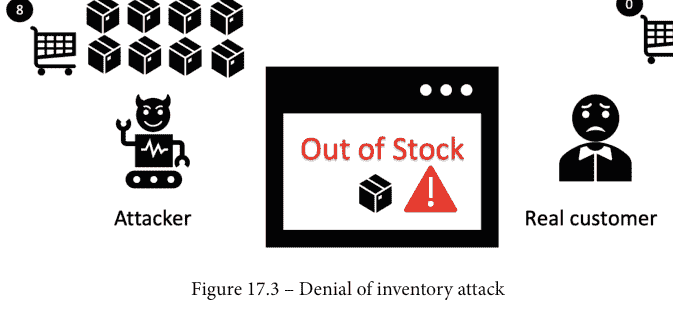 8
0
Out of Stock
Attacker
Real customer
Figure 17.3 – Denial of inventory attack